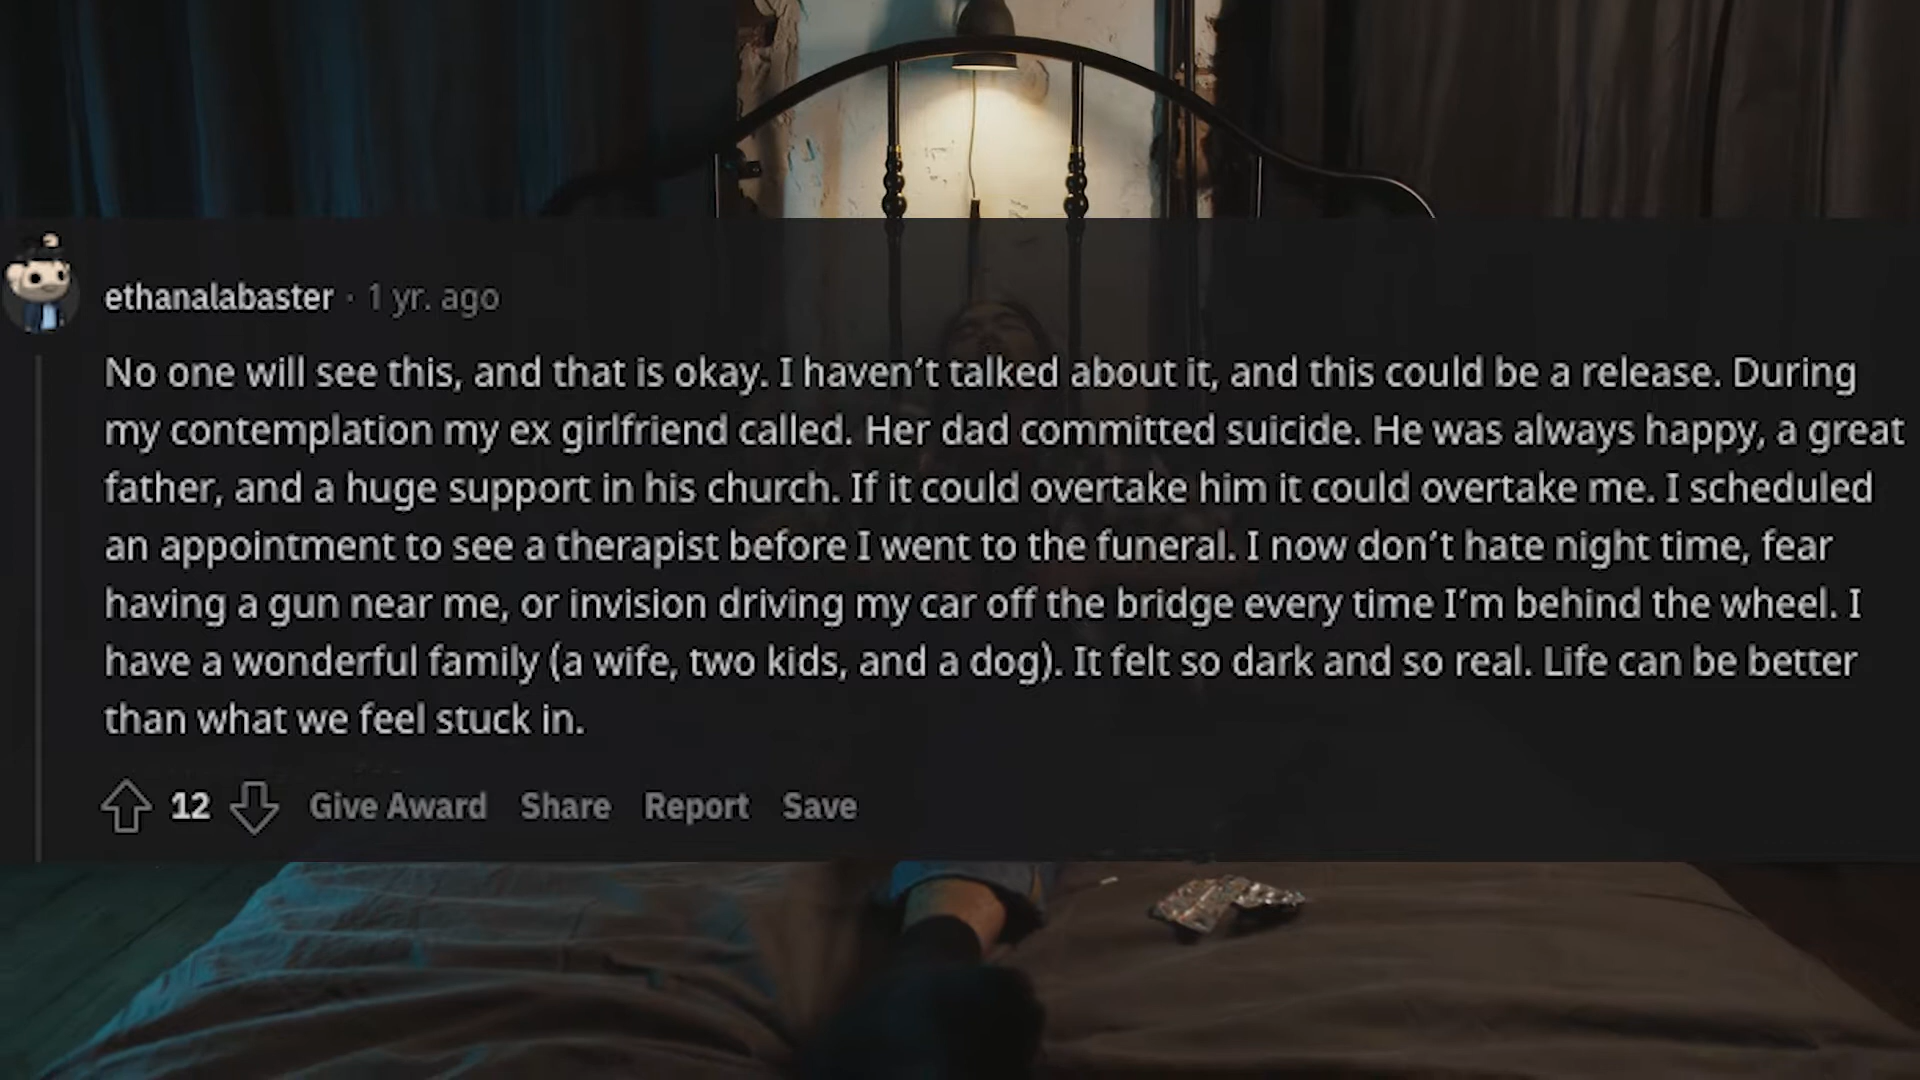 ethanalabaster · 1 yr. ago
No one will see this, and that is okay. I haven't talked about it, and this could be a release. During
my contemplation my ex girlfriend called. Her dad committed suicide. He was always happy, a great
father, and a huge support in his church. If it could overtake him it could overtake me. I scheduled
an appointment to see a therapist before I went to the funeral. I now don't hate night time, fear
having a gun near me, or invision driving my car off the bridge every time I'm behind the wheel. I
have a wonderful family (a wife, two kids, and a dog). It felt so dark and so real. Life can be better
than what we feel stuck in.
12 Give Award Share Report Save